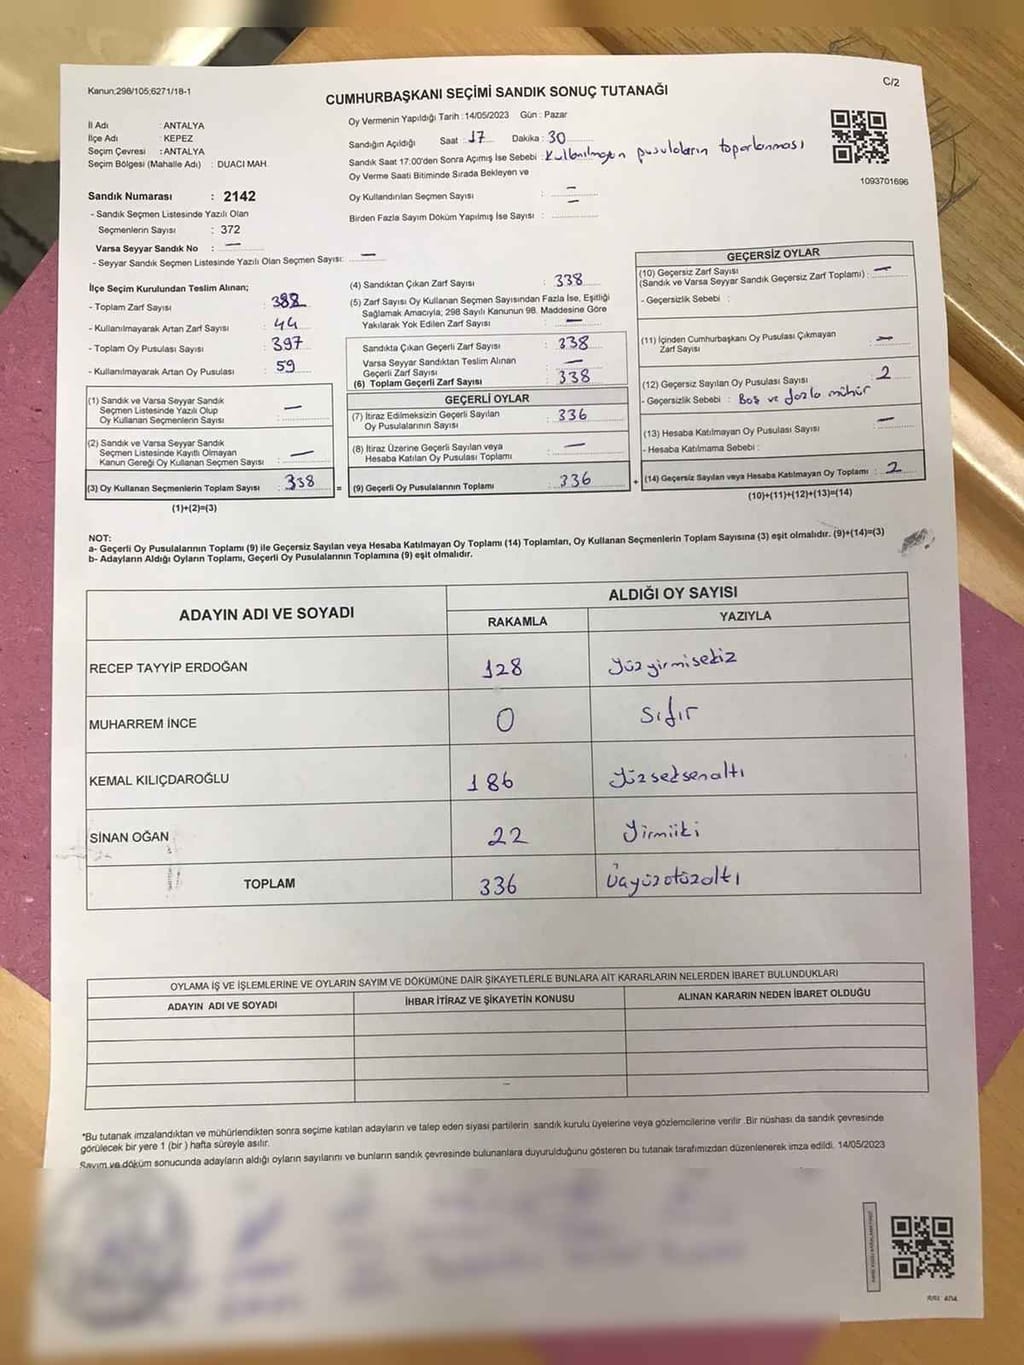 Kanun;298/105;6271/18-1
C/2
CUMHURBAŞKANI SEÇİMİ SANDIK SONUÇ TUTANAĞI
İl Adı : ANTALYA
İlçe Adı : KEPEZ
Seçim Çevresi : ANTALYA
Seçim Bölgesi (Mahalle Adı) : DUACI MAH.
Oy Vermenin Yapıldığı Tarih :14/05/2023 Gün : Pazar
Sandığın Açıldığı Saat : 17 Dakika : 30
Sandık Saat 17.00'den Sonra Açımış İse Sebebi : Kullanılmayan pusulaların toparlanması
Oy Verme Saati Bitiminde Sırada Bekleyen ve
Oy Kullandırılan Seçmen Sayısı : —
Birden Fazla Sayım Döküm Yapılmış İse Sayısı : —
1093701696
Sandık Numarası : 2142
- Sandık Seçmen Listesinde Yazılı Olan
Seçmenlerin Sayısı : 372
Varsa Seyyar Sandık No : —
- Seyyar Sandık Seçmen Listesinde Yazılı Olan Seçmen Sayısı: —
İlçe Seçim Kurulundan Teslim Alınan;
- Toplam Zarf Sayısı : 382
- Kullanılmayarak Artan Zarf Sayısı : 44
- Toplam Oy Pusulası Sayısı : 397
- Kullanılmayarak Artan Oy Pusulası : 59
(1) Sandık ve Varsa Seyyar Sandık
Seçmen Listesinde Yazılı Olup
Oy Kullanan Seçmenlerin Sayısı : —
(2) Sandık ve Varsa Seyyar Sandık
Seçmen Listesinde Kayıtlı Olmayan
Kanun Gereği Oy Kullanan Seçmen Sayısı : —
(3) Oy Kullanan Seçmenlerin Toplam Sayısı : 338
(1)+(2)=(3)
(4) Sandıktan Çıkan Zarf Sayısı : 338
(5) Zarf Sayısı Oy Kullanan Seçmen Sayısından Fazla İse, Eşitliği
Sağlamak Amacıyla; 298 Sayılı Kanunun 98. Maddesine Göre
Yakılarak Yok Edilen Zarf Sayısı : —
Sandıkta Çıkan Geçerli Zarf Sayısı : 338
Varsa Seyyar Sandıktan Teslim Alınan
Geçerli Zarf Sayısı : —
(6) Toplam Geçerli Zarf Sayısı : 338
GEÇERLİ OYLAR
(7) İtiraz Edilmeksizin Geçerli Sayılan
Oy Pusulalarının Sayısı : 336
(8) İtiraz Üzerine Geçerli Sayılan veya
Hesaba Katılan Oy Pusulası Toplamı : —
= (9) Geçerli Oy Pusulalarının Toplamı : 336
GEÇERSİZ OYLAR
(10) Geçersiz Zarf Sayısı
(Sandık ve Varsa Seyyar Sandık Geçersiz Zarf Toplamı) : —
- Geçersizlik Sebebi :
(11) İçinden Cumhurbaşkanı Oy Pusulası Çıkmayan
Zarf Sayısı : —
(12) Geçersiz Sayılan Oy Pusulası Sayısı : 2
- Geçersizlik Sebebi : Boş ve fazla mühür
(13) Hesaba Katılmayan Oy Pusulası Sayısı : —
- Hesaba Katılmama Sebebi :
+ (14) Geçersiz Sayılan veya Hesaba Katılmayan Oy Toplamı : 2
(10)+(11)+(12)+(13)=(14)
NOT:
a- Geçerli Oy Pusulalarının Toplamı (9) ile Geçersiz Sayılan veya Hesaba Katılmayan Oy Toplamı (14) Toplamları, Oy Kullanan Seçmenlerin Toplam Sayısına (3) eşit olmalıdır. (9)+(14)=(3)
b- Adayların Aldığı Oyların Toplamı, Geçerli Oy Pusulalarının Toplamına (9) eşit olmalıdır.
ADAYIN ADI VE SOYADI
ALDIĞI OY SAYISI
RAKAMLA YAZIYLA
RECEP TAYYİP ERDOĞAN 128 Yüzyirmisekiz
MUHARREM İNCE 0 Sıfır
KEMAL KILIÇDAROĞLU 186 Yüzseksenaltı
SİNAN OĞAN 22 Yirmiiki
TOPLAM 336 Üçyüzotuzaltı
OYLAMA İŞ VE İŞLEMLERİNE VE OYLARIN SAYIM VE DÖKÜMÜNE DAİR ŞİKAYETLERLE BUNLARA AİT KARARLARIN NELERDEN İBARET BULUNDUKLARI
ADAYIN ADI VE SOYADI İHBAR İTİRAZ VE ŞİKAYETİN KONUSU ALINAN KARARIN NEDEN İBARET OLDUĞU
*Bu tutanak imzalandıktan ve mühürlendikten sonra seçime katılan adayların ve talep eden siyasi partilerin sandık kurulu üyelerine veya gözlemcilerine verilir. Bir nüshası da sandık çevresinde
görülecek bir yere 1 (bir ) hafta süreyle asılır.
Sayım ve döküm sonucunda adayların aldığı oyların sayılarını ve bunların sandık çevresinde bulunanlara duyurulduğunu gösteren bu tutanak tarafımızdan düzenlenerek imza edildi. 14/05/2023